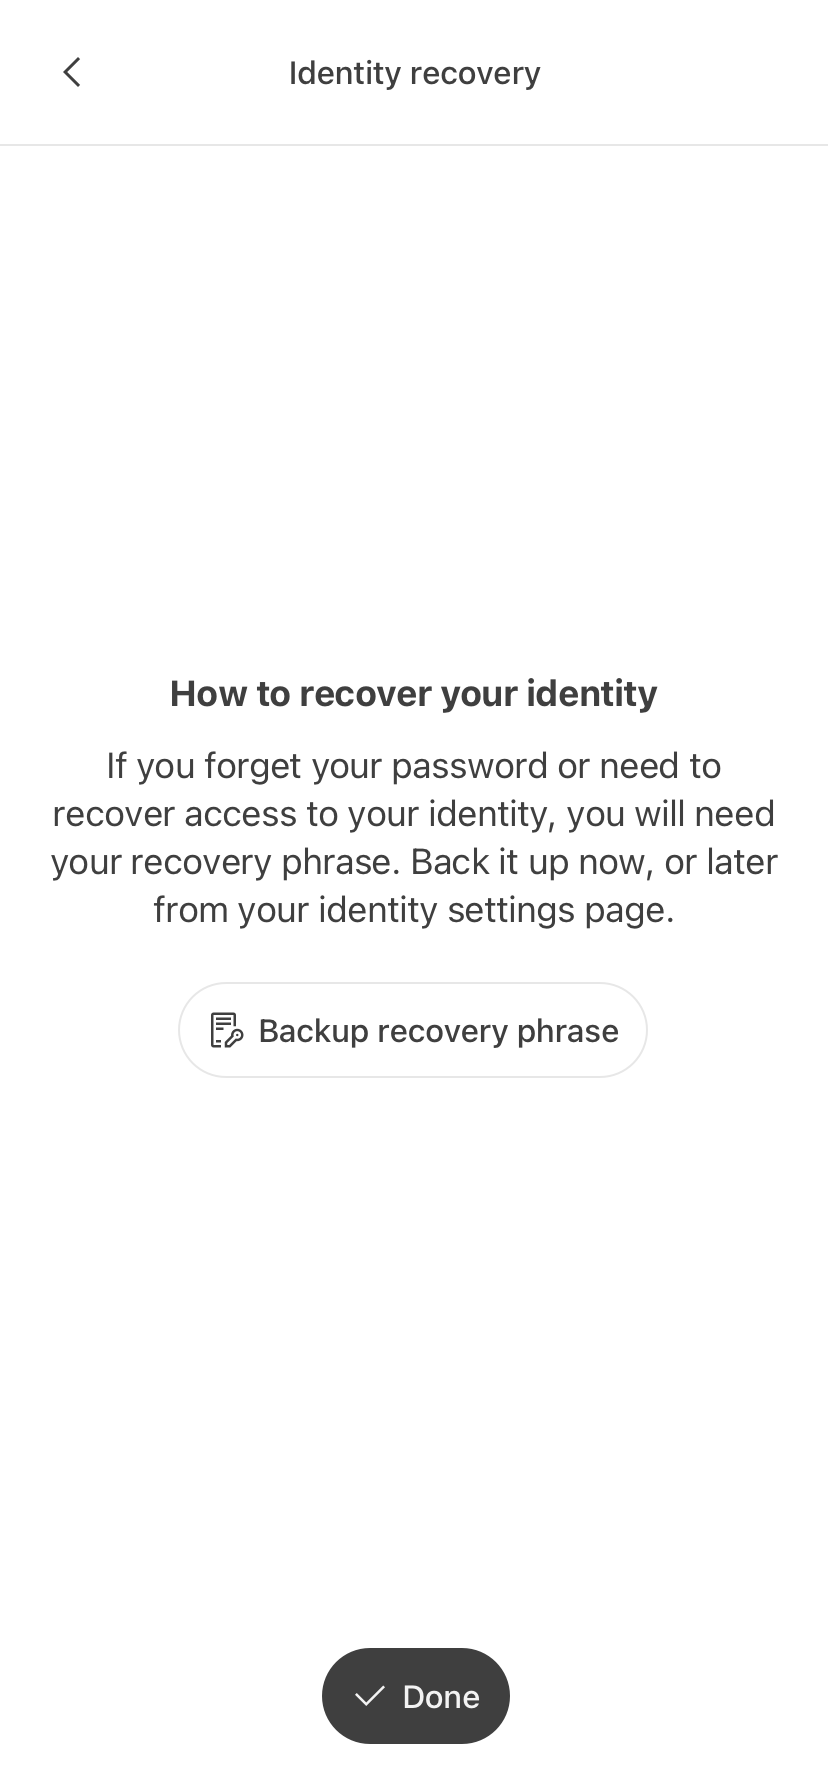 Identity recovery
How to recover your identity
If you forget your password or need to
recover access to your identity, you will need
your recovery phrase. Back it up now, or later
from your identity settings page.
Backup recovery phrase
Done